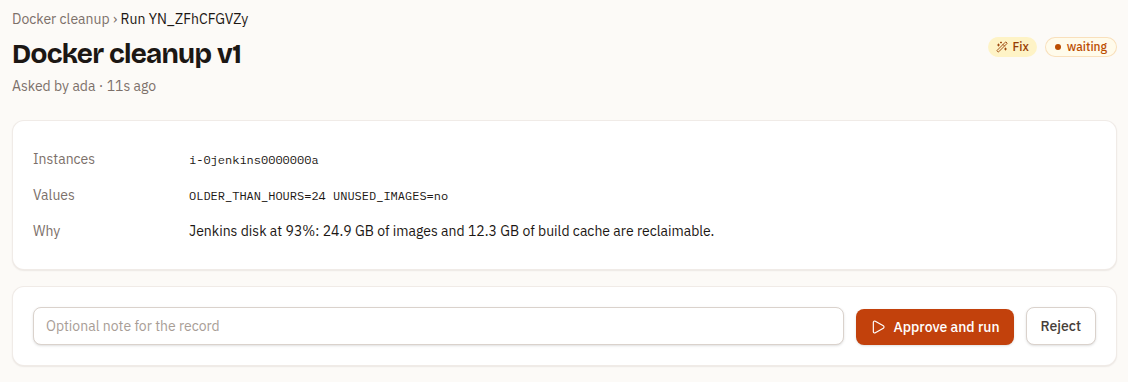 Docker cleanup › Run YN_ZFhCFGVZy
Docker cleanup v1
Fix
waiting
Asked by ada · 11s ago
Instances i-0jenkins0000000a
Values OLDER_THAN_HOURS=24 UNUSED_IMAGES=no
Why Jenkins disk at 93%: 24.9 GB of images and 12.3 GB of build cache are reclaimable.
Optional note for the record
Approve and run
Reject